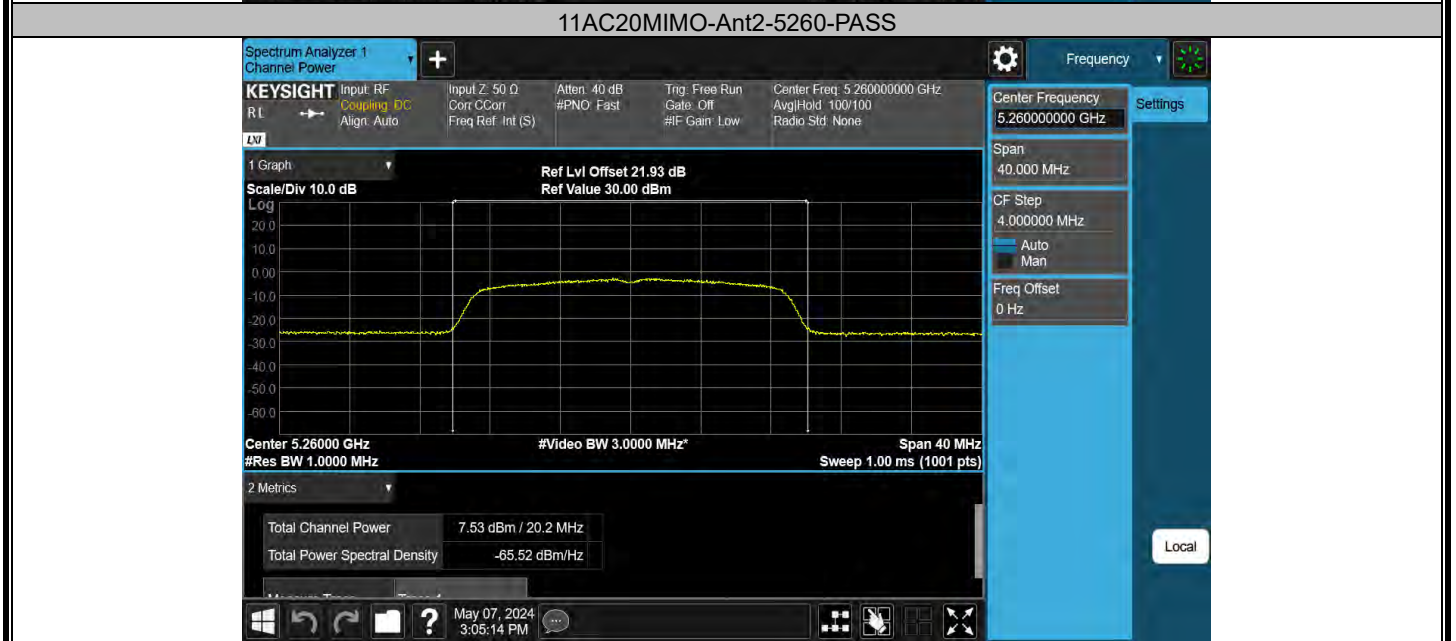 11AC20MIMO-Ant2-5260-PASS
Spectrum Analyzer 1
Channel Power
+
Frequency
KEYSIGHT
RL
LXI
Input: RF
Coupling: DC
Align: Auto
Input Z: 50 Ω
Corr CCorr
Freq Ref: Int (S)
Atten: 40 dB
#PNO: Fast
Trig: Free Run
Gate: Off
#IF Gain: Low
Center Freq: 5.260000000 GHz
Avg|Hold: 100/100
Radio Std: None
Center Frequency
5.260000000 GHz
Settings
Span
40.000 MHz
CF Step
4.000000 MHz
Auto
Man
Freq Offset
0 Hz
1 Graph
Scale/Div 10.0 dB
Ref Lvl Offset 21.93 dB
Ref Value 30.00 dBm
Log
20.0
10.0
0.00
-10.0
-20.0
-30.0
-40.0
-50.0
-60.0
Center 5.26000 GHz
#Video BW 3.0000 MHz*
Span 40 MHz
#Res BW 1.0000 MHz
Sweep 1.00 ms (1001 pts)
2 Metrics
Total Channel Power 7.53 dBm / 20.2 MHz
Total Power Spectral Density -65.52 dBm/Hz
Local
?
May 07, 2024
3:05:14 PM